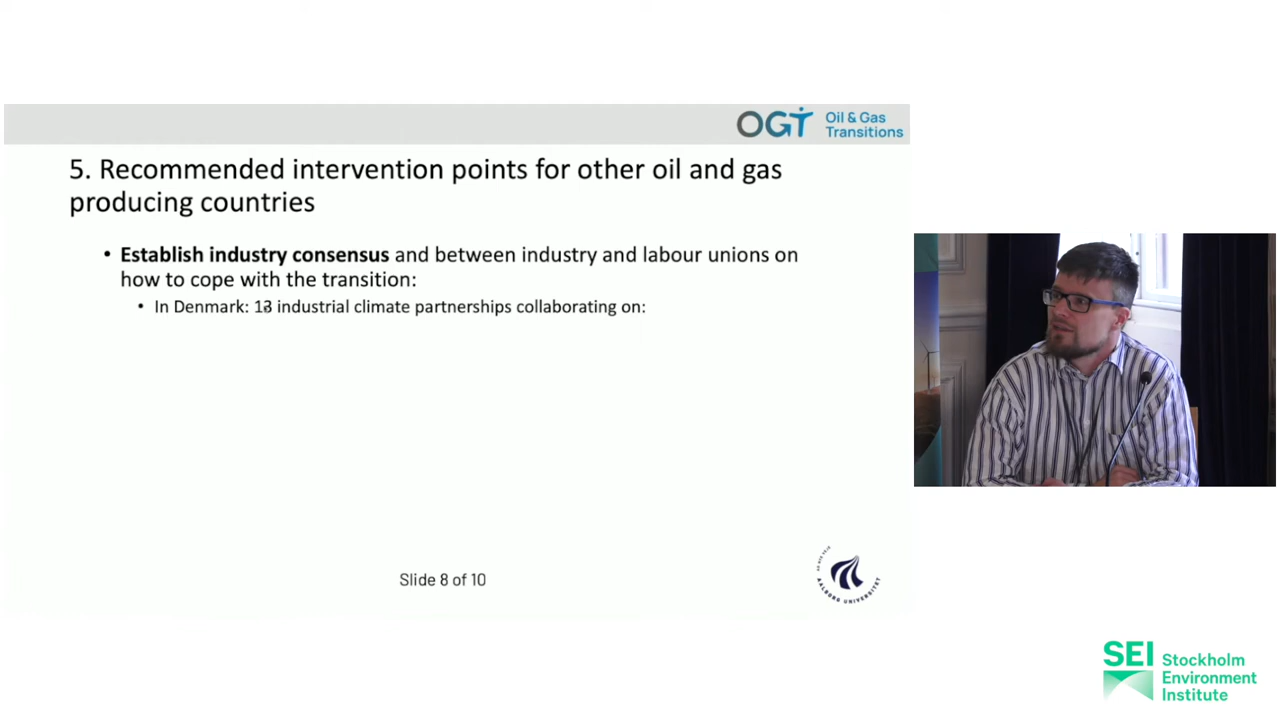 OGT Oil & Gas
Transitions
5. Recommended intervention points for other oil and gas
producing countries
• Establish industry consensus and between industry and labour unions on
how to cope with the transition:
• In Denmark: 13 industrial climate partnerships collaborating on:
Slide 8 of 10
AALBORG UNIVERSITET
SEI Stockholm
Environment
Institute